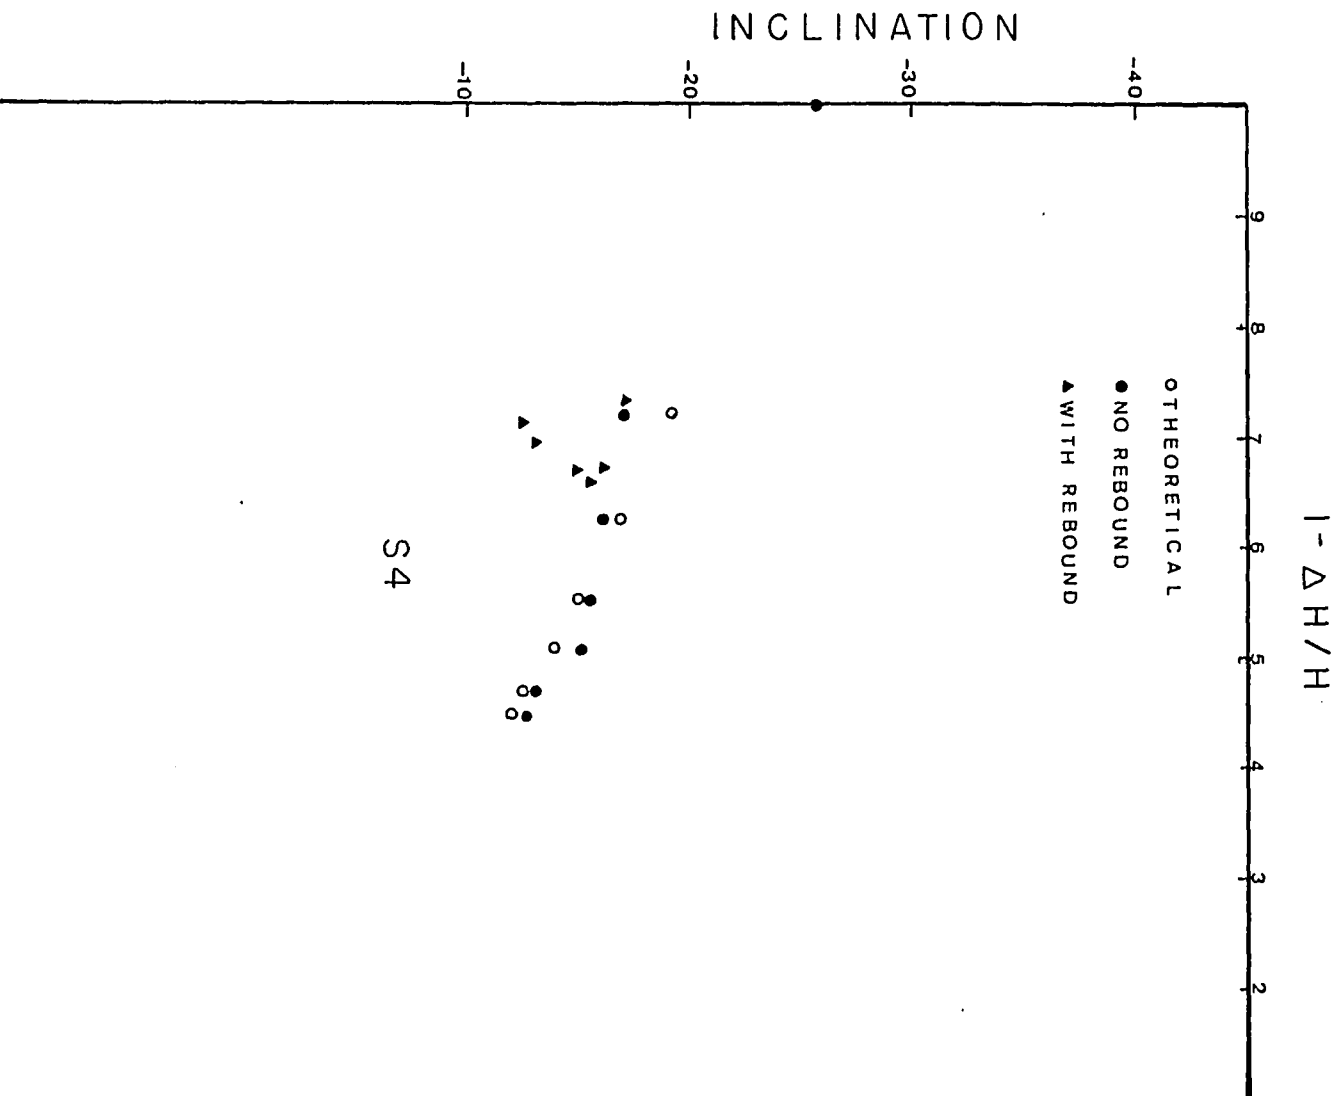 INCLINATION
-10
-20
-30
-40
9
8
7
6
5
4
3
2
1- Δ H/H
O THEORETICAL
● NO REBOUND
▲ WITH REBOUND
S4